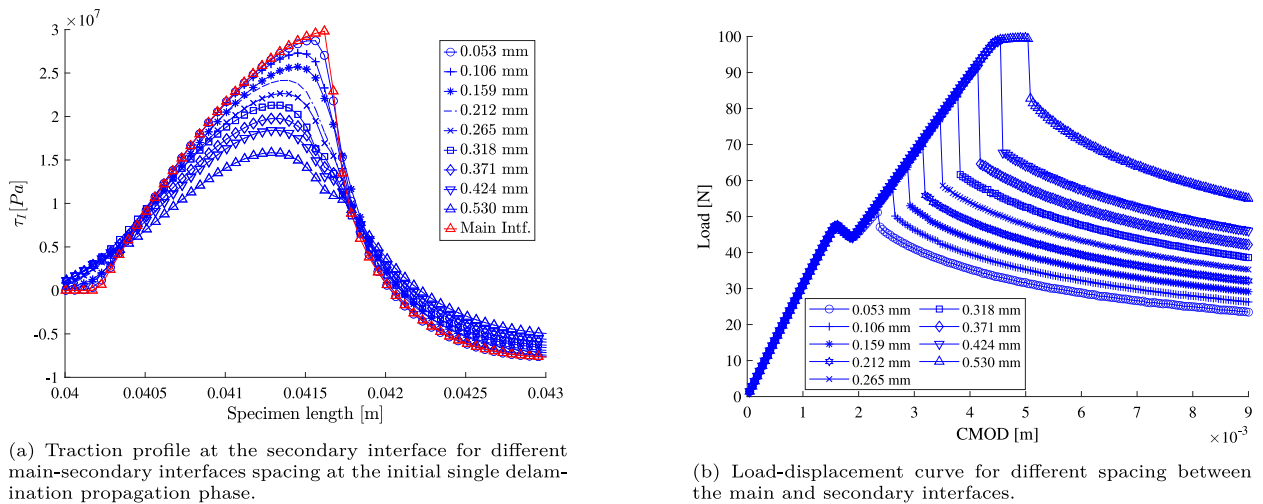 × 10^7
3
2.5
2
1.5
1
0.5
0
-0.5
-1
τ_I [Pa]
0.04
0.0405
0.041
0.0415
0.042
0.0425
0.043
Specimen length [m]
0.053 mm
0.106 mm
0.159 mm
0.212 mm
0.265 mm
0.318 mm
0.371 mm
0.424 mm
0.530 mm
Main Intf.
(a) Traction profile at the secondary interface for different
main-secondary interfaces spacing at the initial single delam-
ination propagation phase.
100
90
80
70
60
50
40
30
20
10
0
Load [N]
0
1
2
3
4
5
6
7
8
9
CMOD [m]
× 10^-3
0.053 mm
0.106 mm
0.159 mm
0.212 mm
0.265 mm
0.318 mm
0.371 mm
0.424 mm
0.530 mm
(b) Load-displacement curve for different spacing between
the main and secondary interfaces.